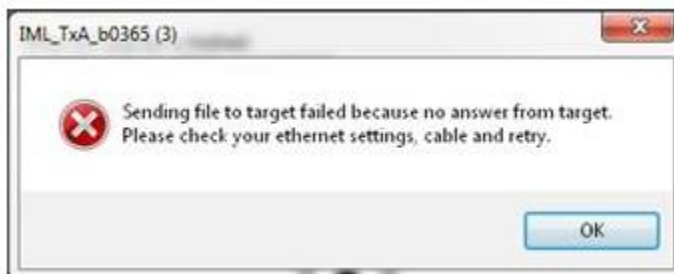 IML_TxA_b0365 (3)
Sending file to target failed because no answer from target.
Please check your ethernet settings, cable and retry.
OK